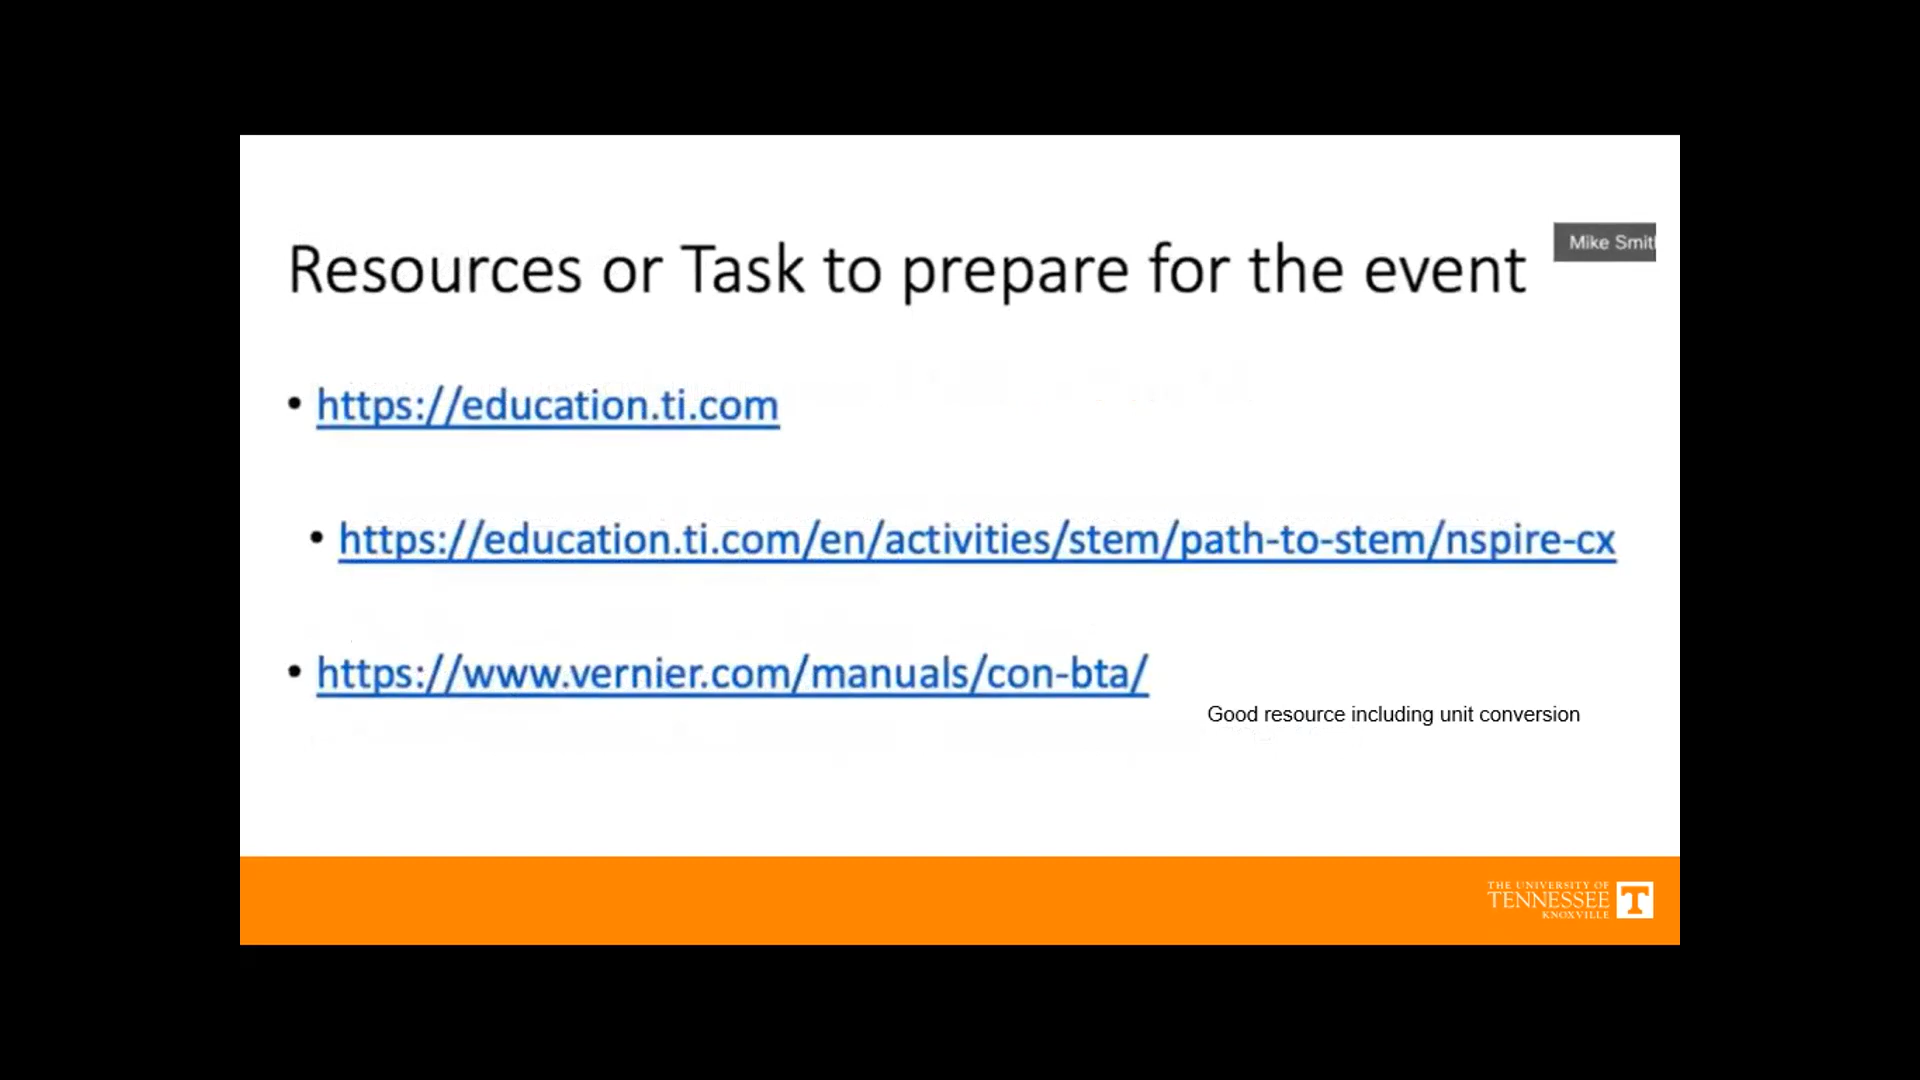 Resources or Task to prepare for the event
Mike Smit
• https://education.ti.com
• https://education.ti.com/en/activities/stem/path-to-stem/nspire-cx
• https://www.vernier.com/manuals/con-bta/
Good resource including unit conversion
THE UNIVERSITY OF
TENNESSEE
KNOXVILLE
T